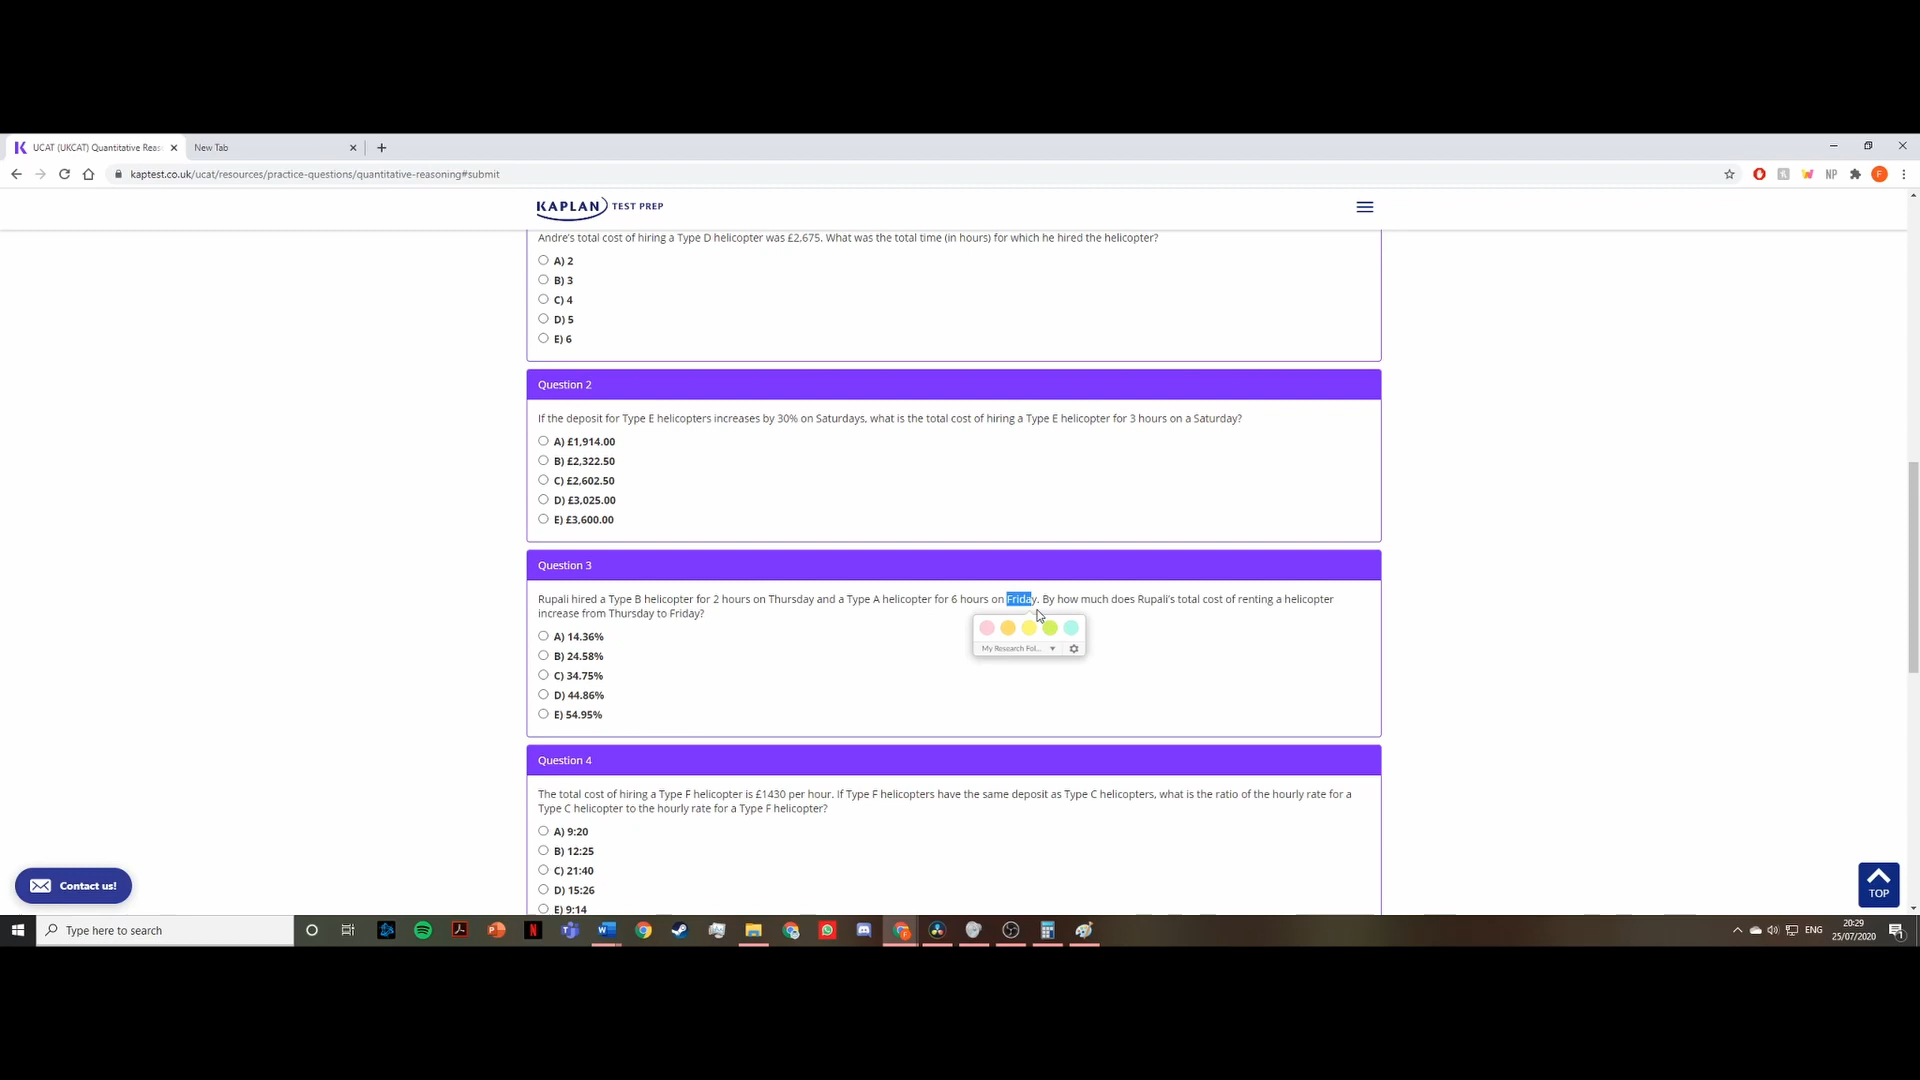 UCAT (UKCAT) Quantitative Reas
New Tab
kaptest.co.uk/ucat/resources/practice-questions/quantitative-reasoning#submit
NP
F
KAPLAN TEST PREP
Andre's total cost of hiring a Type D helicopter was £2,675. What was the total time (in hours) for which he hired the helicopter?
A) 2
B) 3
C) 4
D) 5
E) 6
Question 2
If the deposit for Type E helicopters increases by 30% on Saturdays, what is the total cost of hiring a Type E helicopter for 3 hours on a Saturday?
A) £1,914.00
B) £2,322.50
C) £2,602.50
D) £3,025.00
E) £3,600.00
Question 3
Rupali hired a Type B helicopter for 2 hours on Thursday and a Type A helicopter for 6 hours on Friday. By how much does Rupali's total cost of renting a helicopter
increase from Thursday to Friday?
My Research Fol...
A) 14.36%
B) 24.58%
C) 34.75%
D) 44.86%
E) 54.95%
Question 4
The total cost of hiring a Type F helicopter is £1430 per hour. If Type F helicopters have the same deposit as Type C helicopters, what is the ratio of the hourly rate for a
Type C helicopter to the hourly rate for a Type F helicopter?
A) 9:20
B) 12:25
C) 21:40
D) 15:26
E) 9:14
Contact us!
TOP
Type here to search
ENG
20:29
25/07/2020